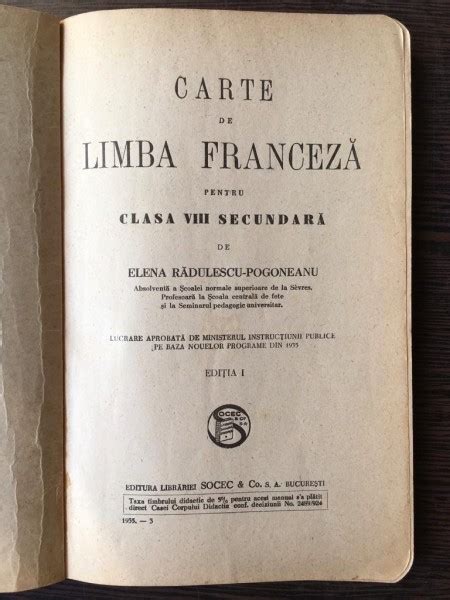 CARTE
DE
LIMBA FRANCEZĂ
PENTRU
CLASA VIII SECUNDARĂ
DE
ELENA RĂDULESCU-POGONEANU
Absolventă a Școalei normale superioare de la Sèvres.
Profesoară la Școala centrală de fete
și la Seminarul pedagogic universitar.
LUCRARE APROBATĂ DE MINISTERUL INSTRUCȚIUNII PUBLICE
PE BAZA NOUELOR PROGRAME DIN 1935
EDIȚIA I
SOCEC
& Co.
S.A.
EDITURA LIBRĂRIEI SOCEC & Co. S. A. BUCUREȘTI
Taxa timbrului didactic de 5% pentru acest manual s'a plătit
direct Casei Corpului Didactic conf. deciziunii No. 2489/924
1935. — 3